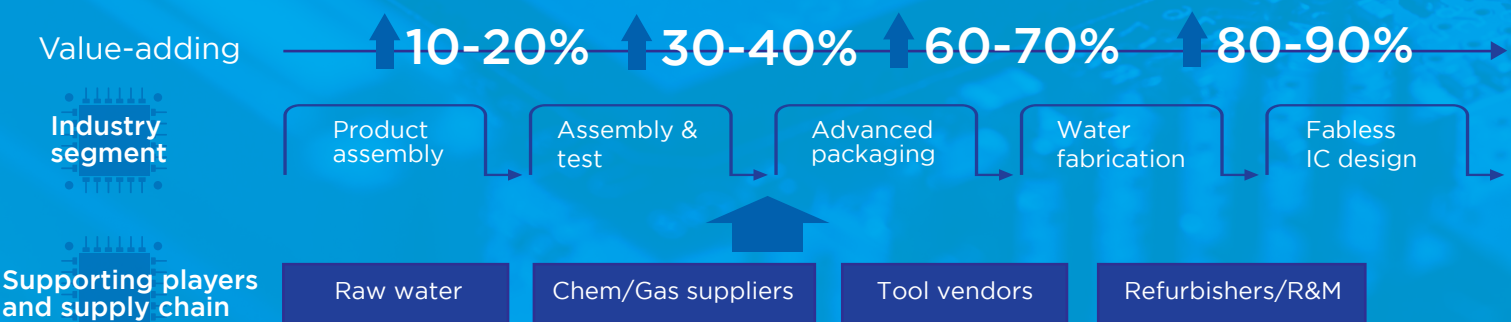 Value-adding 10-20% 30-40% 60-70% 80-90%
Industry
segment
Product
assembly
Assembly &
test
Advanced
packaging
Water
fabrication
Fabless
IC design
Supporting players
and supply chain
Raw water
Chem/Gas suppliers
Tool vendors
Refurbishers/R&M